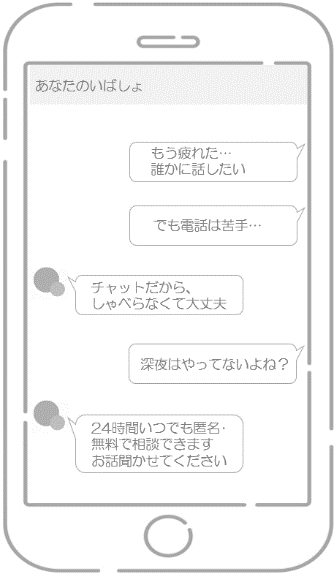 あなたのいばしょ
もう疲れた…
誰かに話したい
でも電話は苦手…
チャットだから、
しゃべらなくて大丈夫
深夜はやってないよね？
24時間いつでも匿名・
無料で相談できます
お話聞かせてください